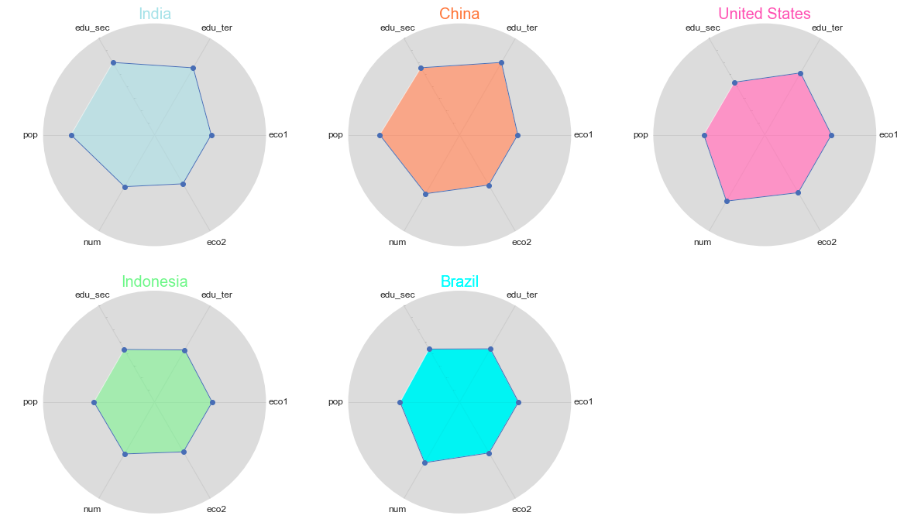 India
China
United States
edu_sec
edu_ter
edu_sec
edu_ter
edu_sec
edu_ter
pop
eco1
pop
eco1
pop
eco1
num
eco2
num
eco2
num
eco2
Indonesia
Brazil
edu_sec
edu_ter
edu_sec
edu_ter
pop
eco1
pop
eco1
num
eco2
num
eco2